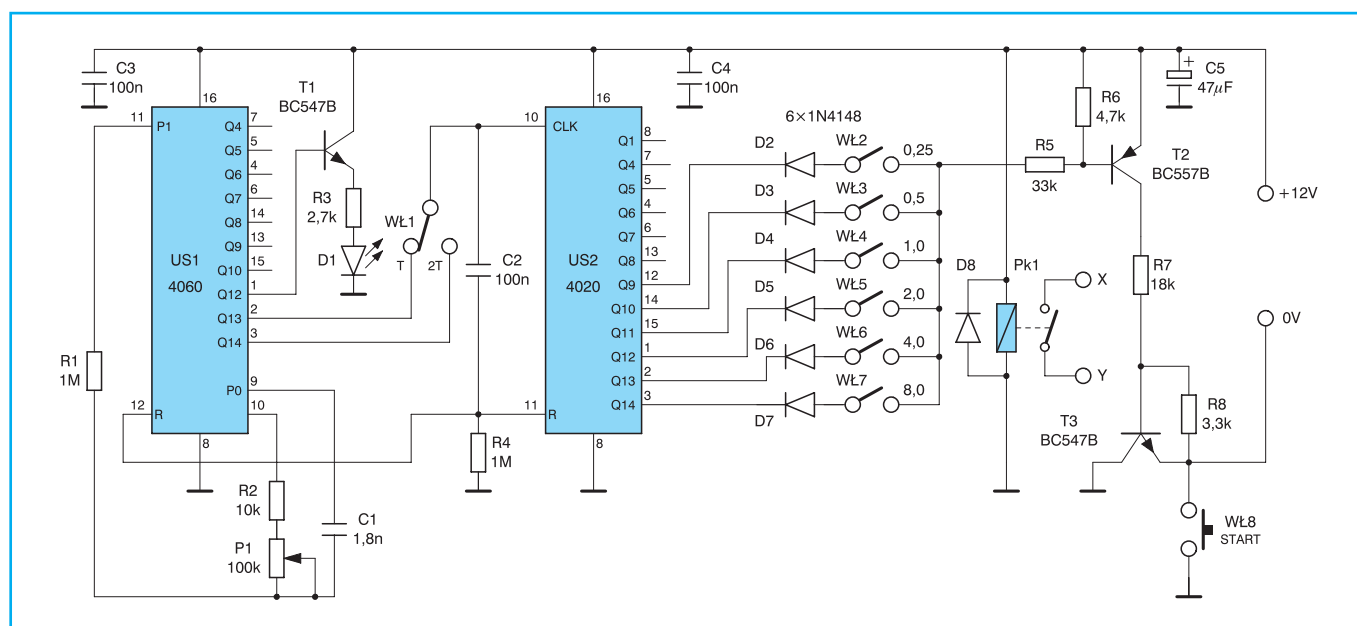 C3
100n
T1
BC547B
C4
100n
C5
+
47µF
16
16
11
P1
Q4
7
Q5
5
Q6
4
Q7
6
Q8
14
Q9
13
Q10
15
Q12
1
Q13
2
Q14
3
US1
4060
P0
9
10
12
R
8
R1
1M
R2
10k
P1
100k
C1
1,8n
R3
2,7k
D1
WŁ1
T
2T
C2
100n
R4
1M
10
CLK
Q1
8
Q4
7
Q5
5
Q6
4
Q7
6
Q8
13
Q9
12
Q10
14
Q11
15
Q12
1
Q13
2
Q14
3
US2
4020
11
R
8
6×1N4148
D2
WŁ2
0,25
D3
WŁ3
0,5
D4
WŁ4
1,0
D5
WŁ5
2,0
D6
WŁ6
4,0
D7
WŁ7
8,0
R5
33k
R6
4,7k
T2
BC557B
+12V
D8
Pk1
X
Y
R7
18k
0V
T3
BC547B
R8
3,3k
WŁ8
START